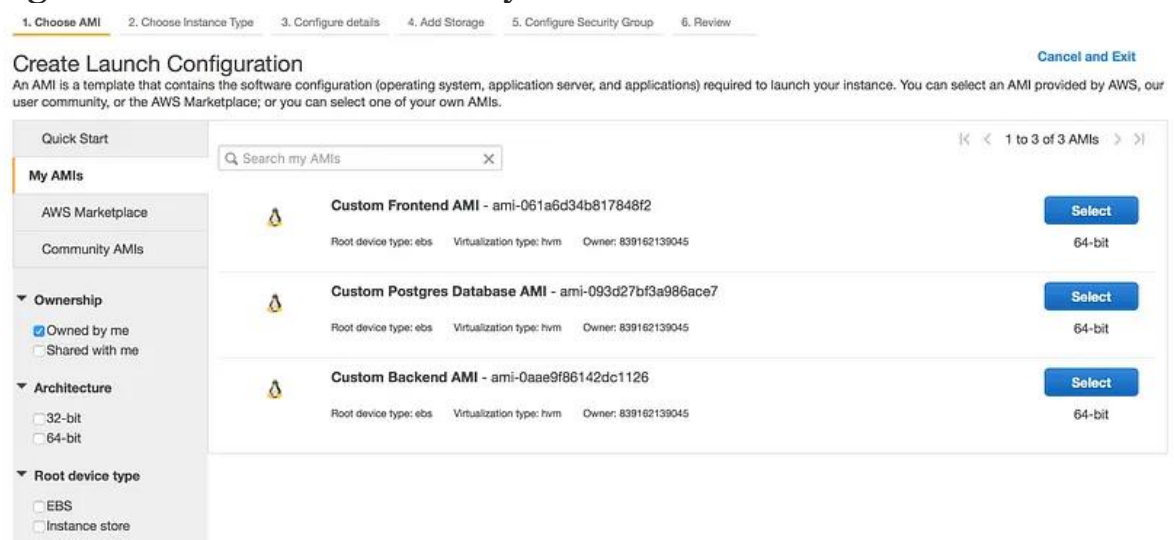 1. Choose AMI 2. Choose Instance Type 3. Configure details 4. Add Storage 5. Configure Security Group 6. Review
Create Launch Configuration
Cancel and Exit
An AMI is a template that contains the software configuration (operating system, application server, and applications) required to launch your instance. You can select an AMI provided by AWS, our
user community, or the AWS Marketplace; or you can select one of your own AMIs.
Quick Start
My AMIs
AWS Marketplace
Community AMIs
Ownership
Owned by me
Shared with me
Architecture
32-bit
64-bit
Root device type
EBS
Instance store
1 to 3 of 3 AMIs
Search my AMIs
Custom Frontend AMI - ami-061a6d34b817848f2
Select
Root device type: ebs Virtualization type: hvm Owner: 839162139045
64-bit
Custom Postgres Database AMI - ami-093d27bf3a986ace7
Select
Root device type: ebs Virtualization type: hvm Owner: 839162139045
64-bit
Custom Backend AMI - ami-0aae9f86142dc1126
Select
Root device type: ebs Virtualization type: hvm Owner: 839162139045
64-bit